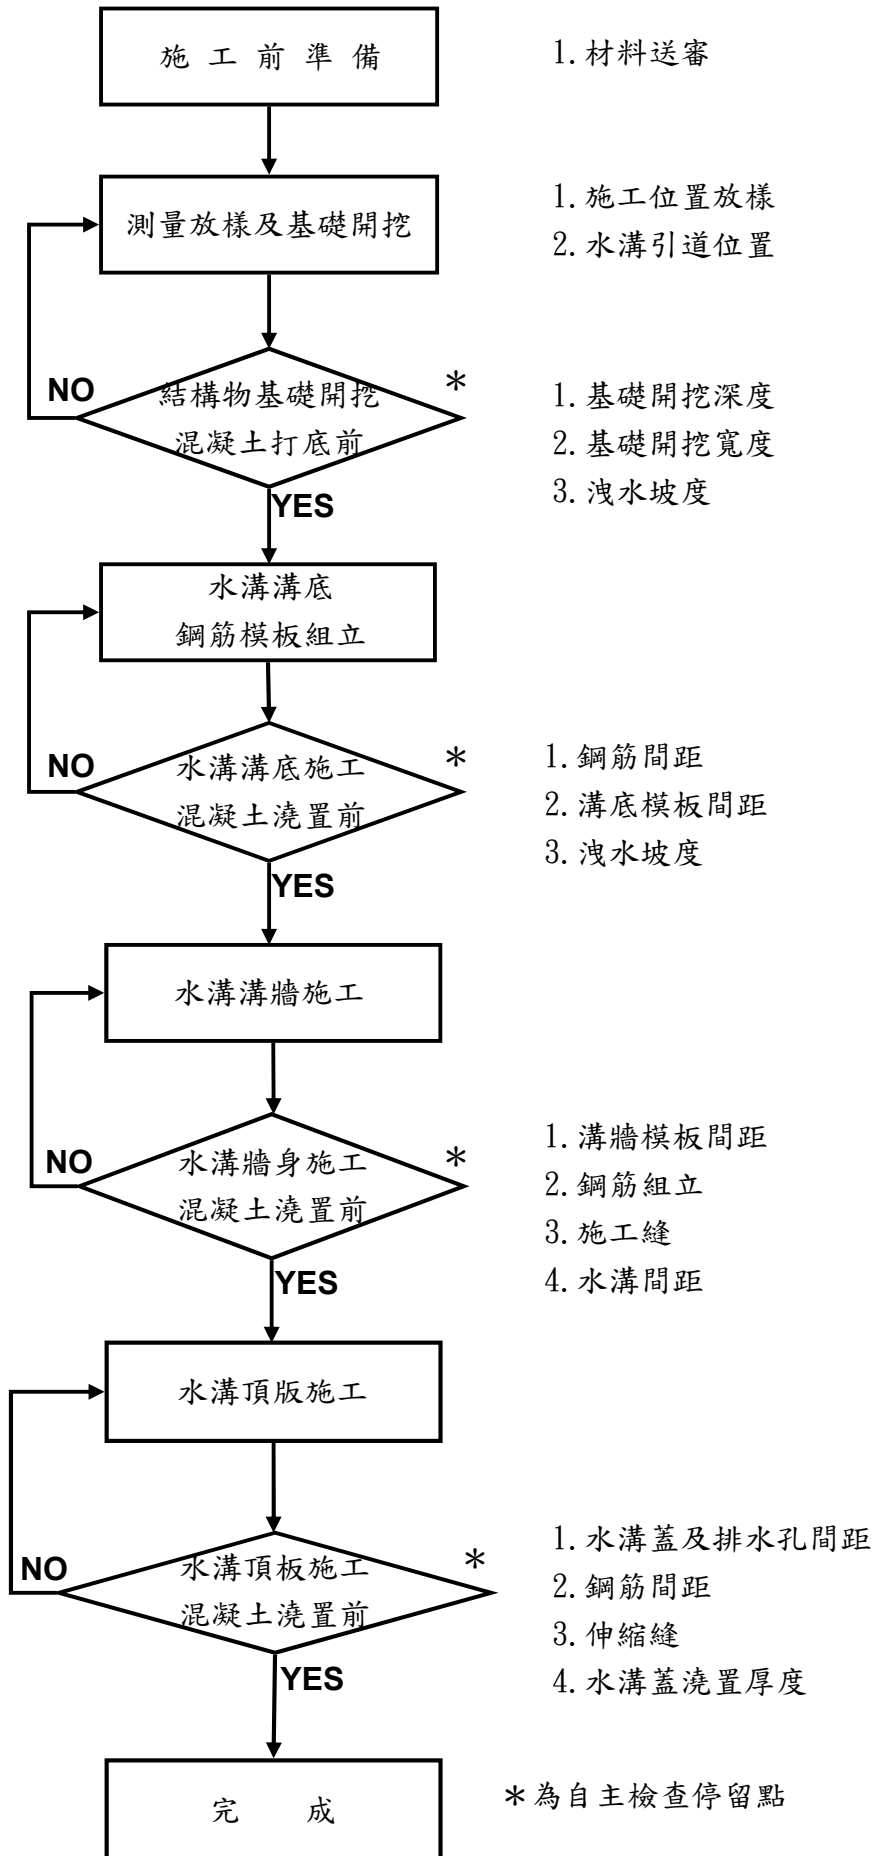 施 工 前 準 備
1.材料送審
測量放樣及基礎開挖
1.施工位置放樣
2.水溝引道位置
NO
結構物基礎開挖
混凝土打底前
*
YES
1.基礎開挖深度
2.基礎開挖寬度
3.洩水坡度
水溝溝底
鋼筋模板組立
NO
水溝溝底施工
混凝土澆置前
*
YES
1.鋼筋間距
2.溝底模板間距
3.洩水坡度
水溝溝牆施工
NO
水溝牆身施工
混凝土澆置前
*
YES
1.溝牆模板間距
2.鋼筋組立
3.施工縫
4.水溝間距
水溝頂版施工
NO
水溝頂板施工
混凝土澆置前
*
YES
1.水溝蓋及排水孔間距
2.鋼筋間距
3.伸縮縫
4.水溝蓋澆置厚度
完 成
*為自主檢查停留點